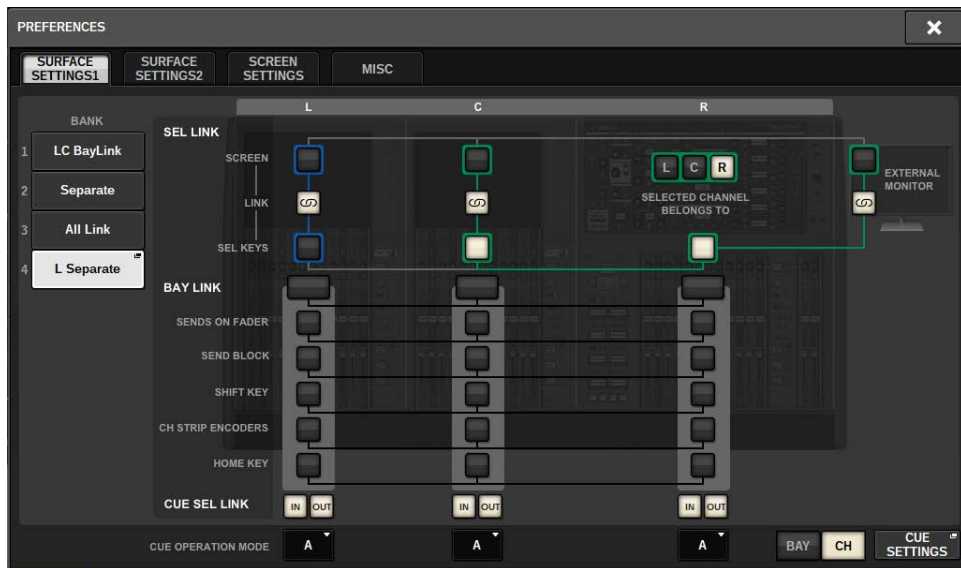 PREFERENCES
SURFACE SETTINGS1
SURFACE SETTINGS2
SCREEN SETTINGS
MISC
L
C
R
BANK
1 LC BayLink
2 Separate
3 All Link
4 L Separate
SEL LINK
SCREEN
LINK
SEL KEYS
L C R
SELECTED CHANNEL
BELONGS TO
EXTERNAL
MONITOR
BAY LINK
SENDS ON FADER
SEND BLOCK
SHIFT KEY
CH STRIP ENCODERS
HOME KEY
CUE SEL LINK
IN OUT
IN OUT
IN OUT
CUE OPERATION MODE
A
A
A
BAY CH
CUE
SETTINGS